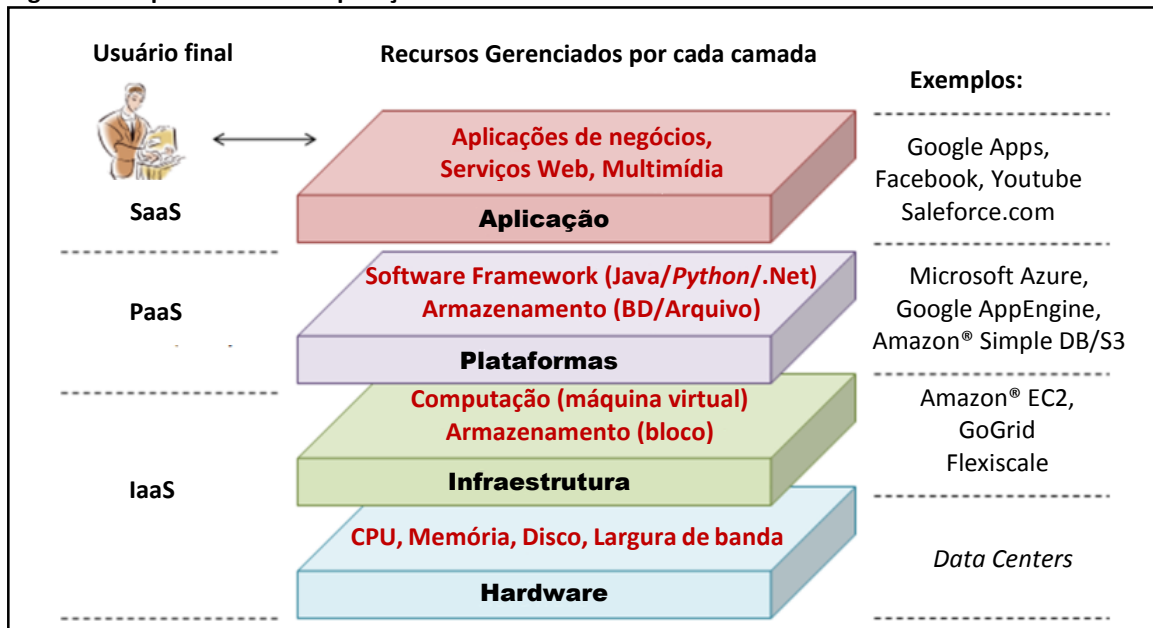 Usuário final
Recursos Gerenciados por cada camada
Exemplos:
Aplicações de negócios,
Serviços Web, Multimídia
Aplicação
SaaS
Google Apps,
Facebook, Youtube
Saleforce.com
Software Framework (Java/Python/.Net)
Armazenamento (BD/Arquivo)
Plataformas
PaaS
Microsoft Azure,
Google AppEngine,
Amazon® Simple DB/S3
Computação (máquina virtual)
Armazenamento (bloco)
Infraestrutura
IaaS
Amazon® EC2,
GoGrid
Flexiscale
CPU, Memória, Disco, Largura de banda
Hardware
Data Centers